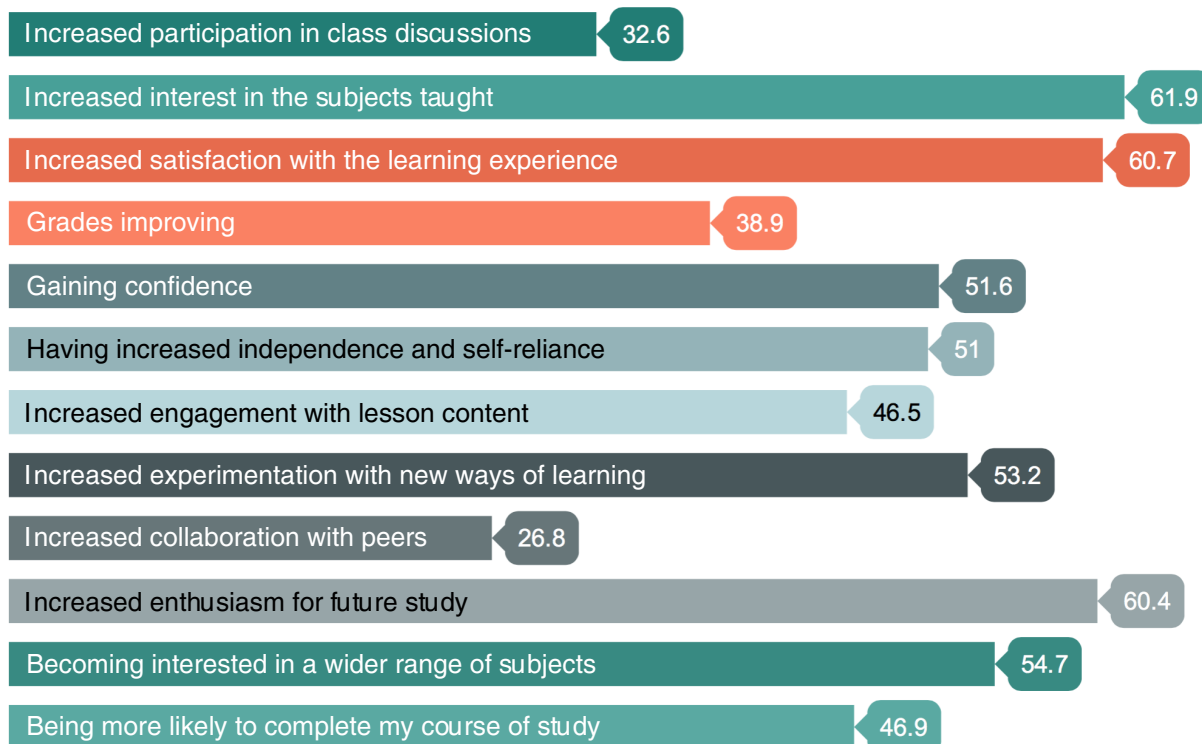 Increased participation in class discussions 32.6
Increased interest in the subjects taught 61.9
Increased satisfaction with the learning experience 60.7
Grades improving 38.9
Gaining confidence 51.6
Having increased independence and self-reliance 51
Increased engagement with lesson content 46.5
Increased experimentation with new ways of learning 53.2
Increased collaboration with peers 26.8
Increased enthusiasm for future study 60.4
Becoming interested in a wider range of subjects 54.7
Being more likely to complete my course of study 46.9